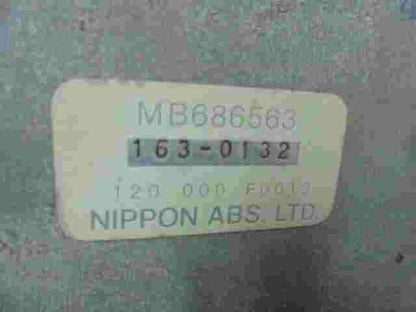 MB686563
163-0132
120 000 F0012
NIPPON ABS, LTD